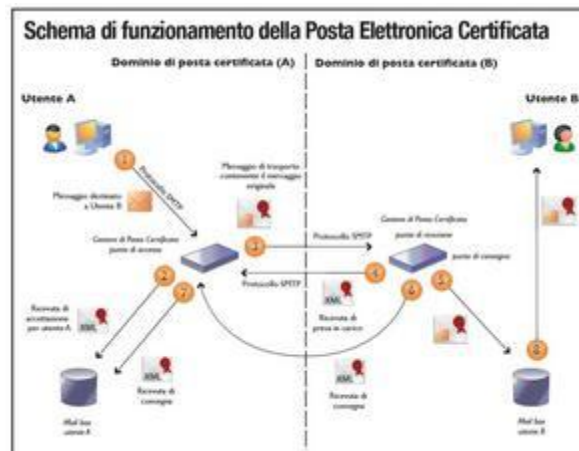 Schema di funzionamento della Posta Elettronica Certificata
Dominio di posta certificata (A)
Dominio di posta certificata (B)
Utente A
Utente B
1
Protocollo SMTP
Messaggio destinato
a Utente B
Messaggio di trasporto
contenente il messaggio
originale
Gestore di Posta Certificata
punto di accesso
3
Protocollo SMTP
Gestore di Posta Certificata
punto di ricezione
punto di consegna
2
7
Protocollo SMTP
4
6
5
Ricevuta di
accettazione
per utente A
XML
XML
Ricevuta di
presa in carico
XML
Ricevuta di
consegna
XML
Ricevuta di
consegna
8
Mail box
utente A
Mail box
utente B